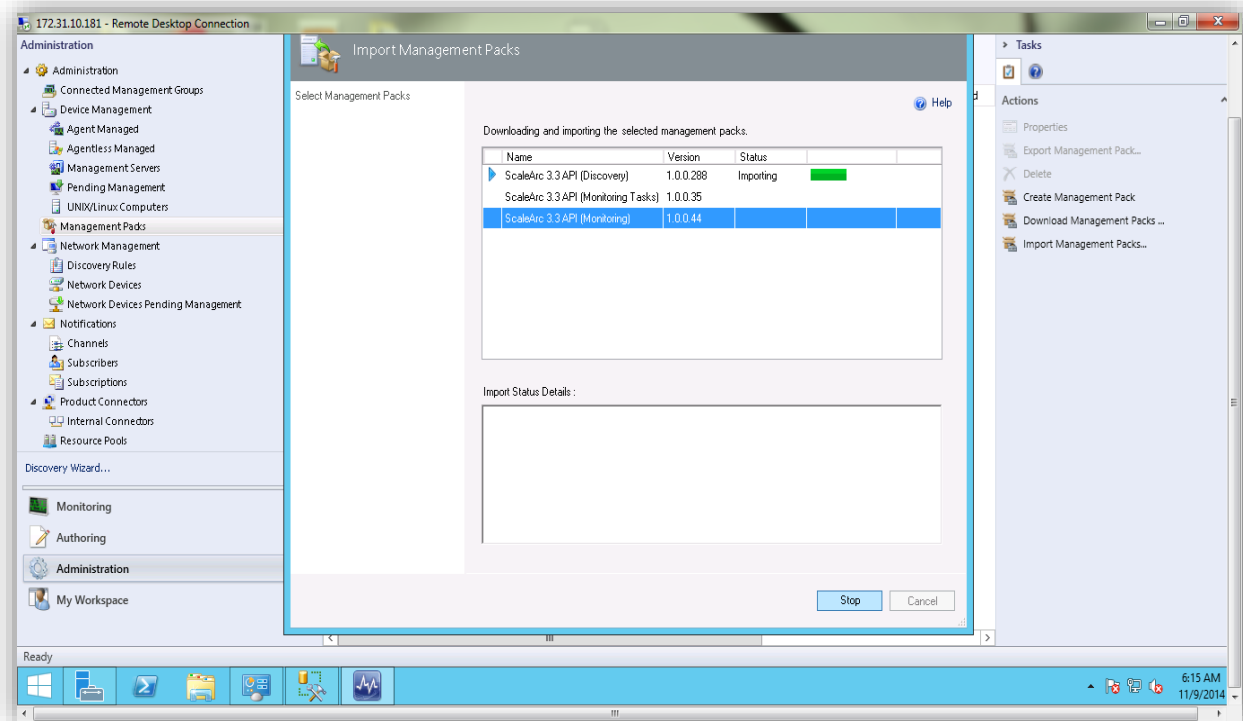 172.31.10.181 - Remote Desktop Connection
Administration
Administration
Connected Management Groups
Device Management
Agent Managed
Agentless Managed
Management Servers
Pending Management
UNIX/Linux Computers
Management Packs
Network Management
Discovery Rules
Network Devices
Network Devices Pending Management
Notifications
Channels
Subscribers
Subscriptions
Product Connectors
Internal Connectors
Resource Pools
Discovery Wizard...
Monitoring
Authoring
Administration
My Workspace
Import Management Packs
Select Management Packs
Help
Downloading and importing the selected management packs.
Name Version Status
ScaleArc 3.3 API (Discovery) 1.0.0.288 Importing
ScaleArc 3.3 API (Monitoring Tasks) 1.0.0.35
ScaleArc 3.3 API (Monitoring) 1.0.0.44
Import Status Details :
Stop Cancel
Tasks
Actions
Properties
Export Management Pack...
Delete
Create Management Pack
Download Management Packs ...
Import Management Packs...
Ready
6:15 AM
11/9/2014